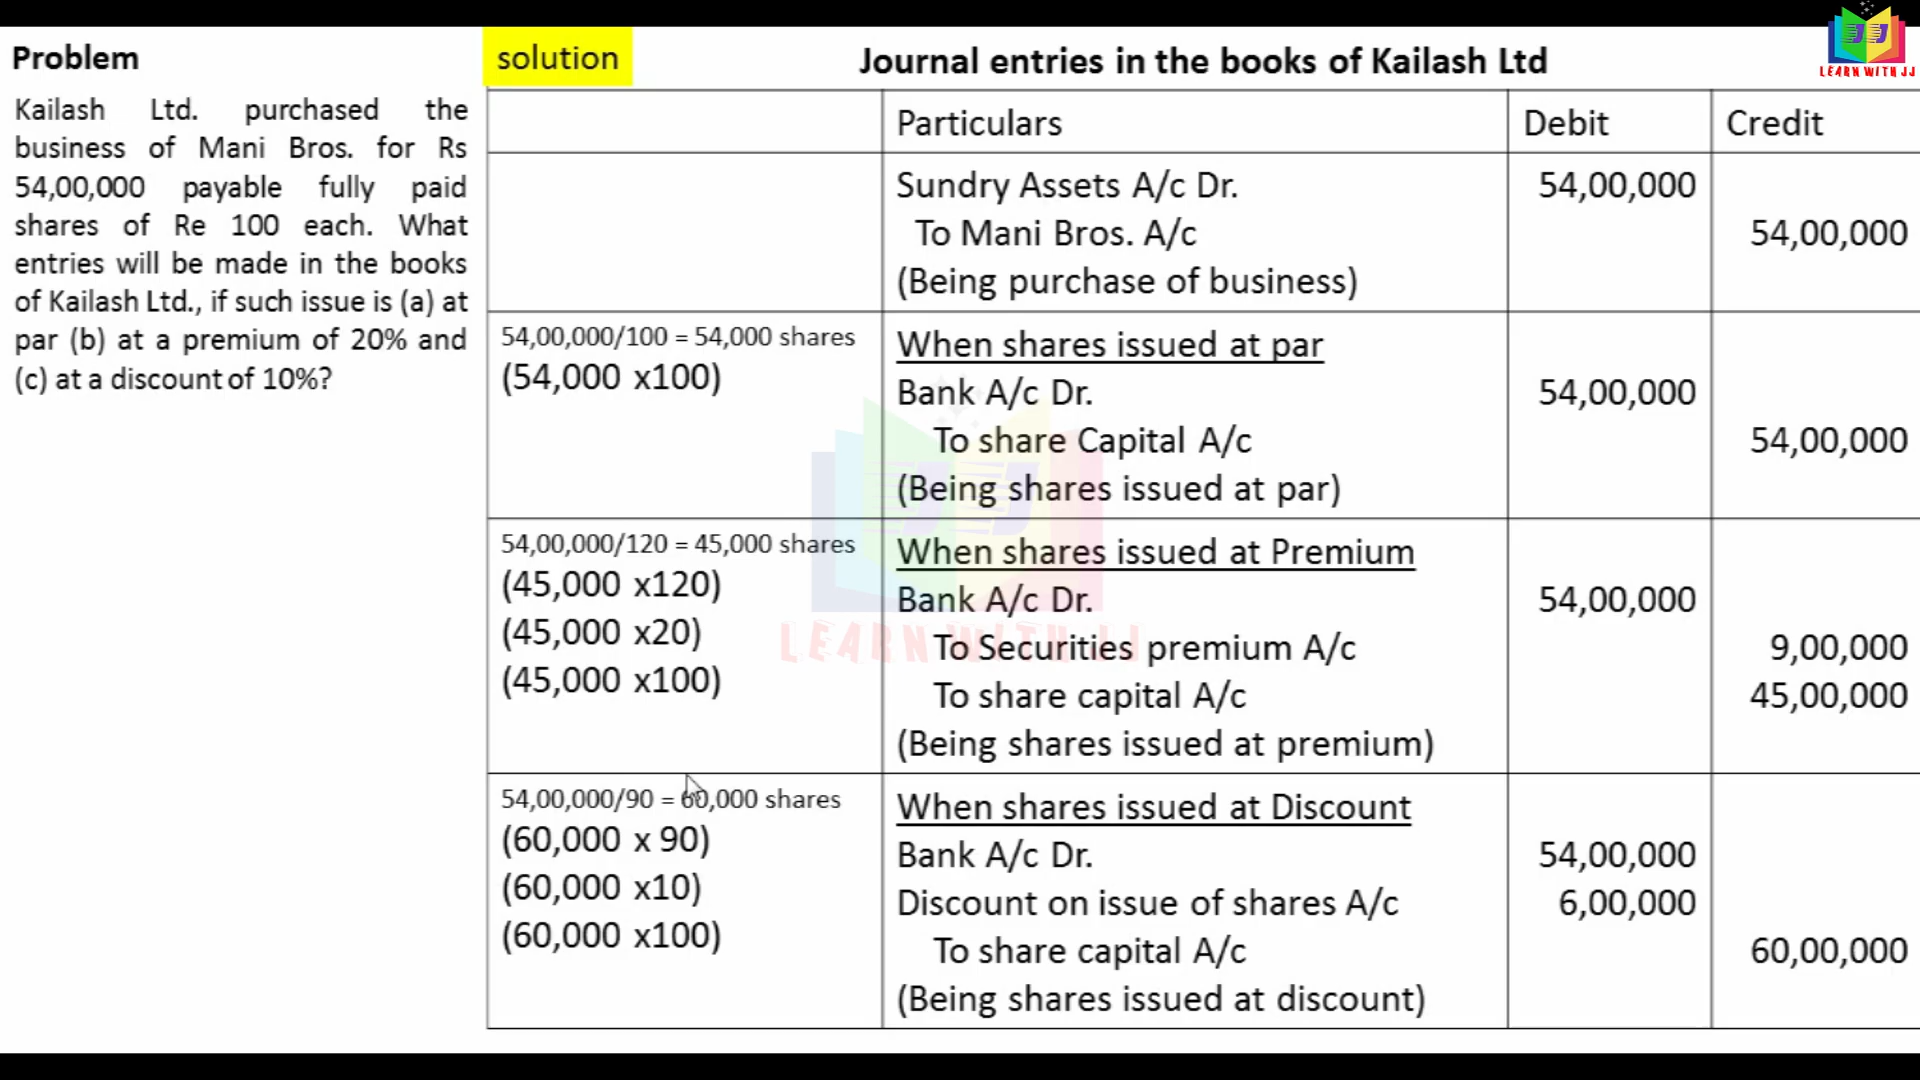 Problem
Kailash Ltd. purchased the
business of Mani Bros. for Rs
54,00,000 payable fully paid
shares of Re 100 each. What
entries will be made in the books
of Kailash Ltd., if such issue is (a) at
par (b) at a premium of 20% and
(c) at a discount of 10%?
solution
Journal entries in the books of Kailash Ltd
LEARN WITH JJ
Particulars Debit Credit
Sundry Assets A/c Dr. 54,00,000
To Mani Bros. A/c 54,00,000
(Being purchase of business)
54,00,000/100 = 54,000 shares
(54,000 x100)
When shares issued at par
Bank A/c Dr. 54,00,000
To share Capital A/c 54,00,000
(Being shares issued at par)
54,00,000/120 = 45,000 shares
(45,000 x120)
(45,000 x20)
(45,000 x100)
When shares issued at Premium
Bank A/c Dr. 54,00,000
To Securities premium A/c 9,00,000
To share capital A/c 45,00,000
(Being shares issued at premium)
54,00,000/90 = 60,000 shares
(60,000 x 90)
(60,000 x10)
(60,000 x100)
When shares issued at Discount
Bank A/c Dr. 54,00,000
Discount on issue of shares A/c 6,00,000
To share capital A/c 60,00,000
(Being shares issued at discount)
LEARN WITH JJ